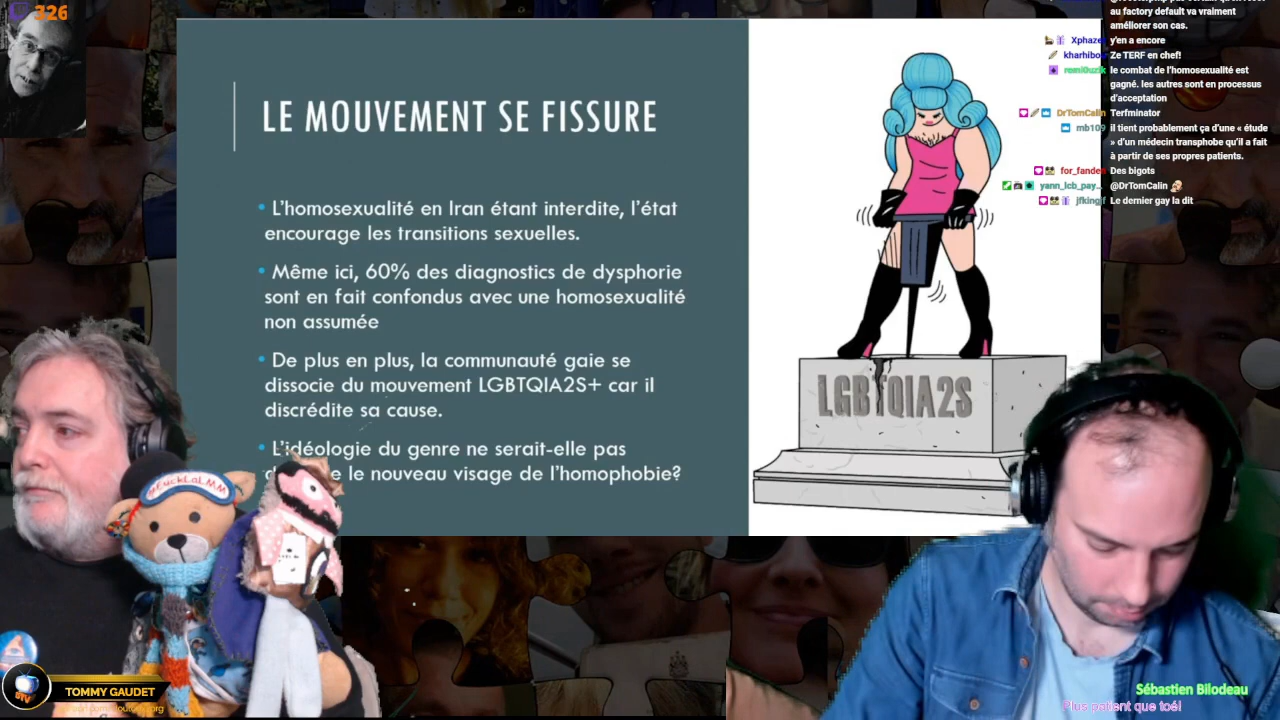 326
au factory default va vraiment
améliorer son cas.
Xphaze
y'en a encore
kharhibou
Ze TERF en chef!
le combat de l'homosexualité est
gagné. les autres sont en processus
d'acceptation
DrTomCalin
Terfminator
mb109
il tient probablement ça d'une « étude
» d'un médecin transphobe qu'il a fait
à partir de ses propres patients.
for_fanden
Des bigots
yann_lcb_pay...
@DrTomCalin
Le dernier gay la dit
LE MOUVEMENT SE FISSURE
• L'homosexualité en Iran étant interdite, l'état
encourage les transitions sexuelles.
• Même ici, 60% des diagnostics de dysphorie
sont en fait confondus avec une homosexualité
non assumée
• De plus en plus, la communauté gaie se
dissocie du mouvement LGBTQIA2S+ car il
discrédite sa cause.
• L'idéologie du genre ne serait-elle pas
le nouveau visage de l'homophobie?
LGBTQIA2S
TOMMY GAUDET
Sébastien Bilodeau
Plus patient que toé!